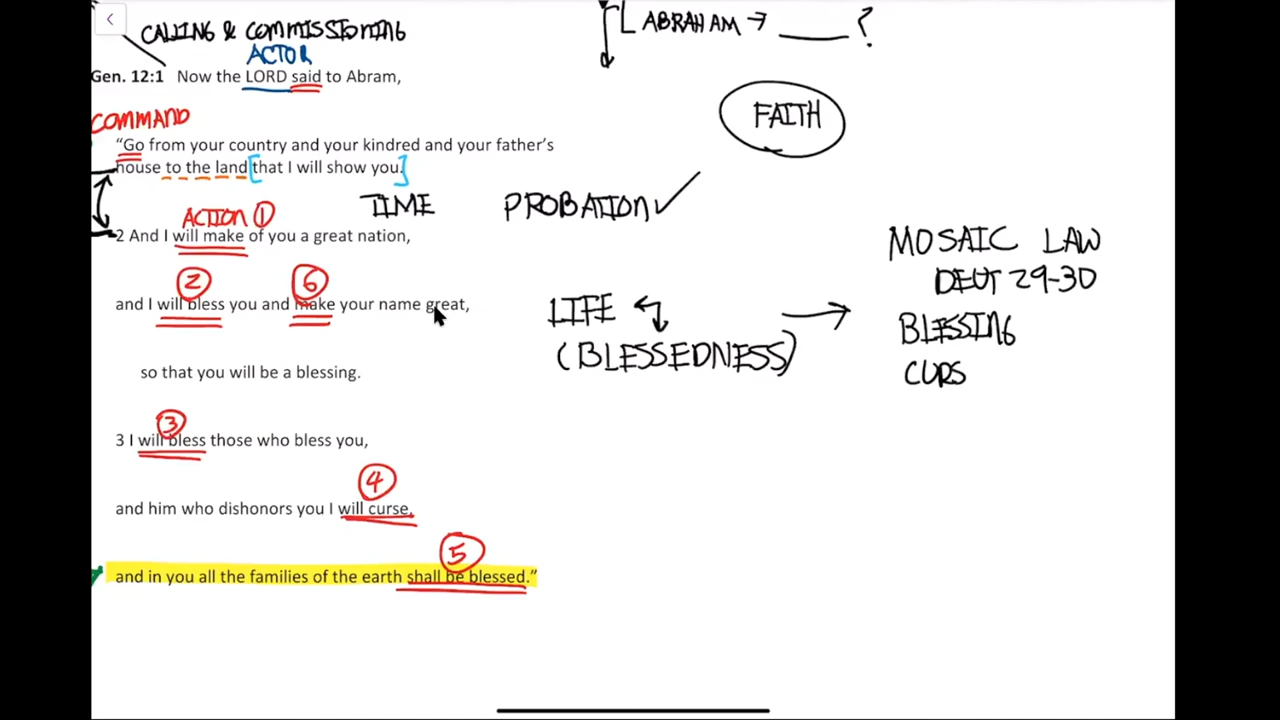 CALLING & COMMISSIONING
ACTOR
Gen. 12:1 Now the LORD said to Abram,
COMMAND
“Go from your country and your kindred and your father’s
house to the land [that I will show you.]
ACTION 1
2 And I will make of you a great nation,
2 6
and I will bless you and make your name great,
so that you will be a blessing.
3
3 I will bless those who bless you,
4
and him who dishonors you I will curse,
5
and in you all the families of the earth shall be blessed.”
ABRAHAM → ____ ?
FAITH
TIME PROBATION ✓
LIFE
(BLESSEDNESS) →
MOSAIC LAW
DEUT 29-30
BLESSING
CURS